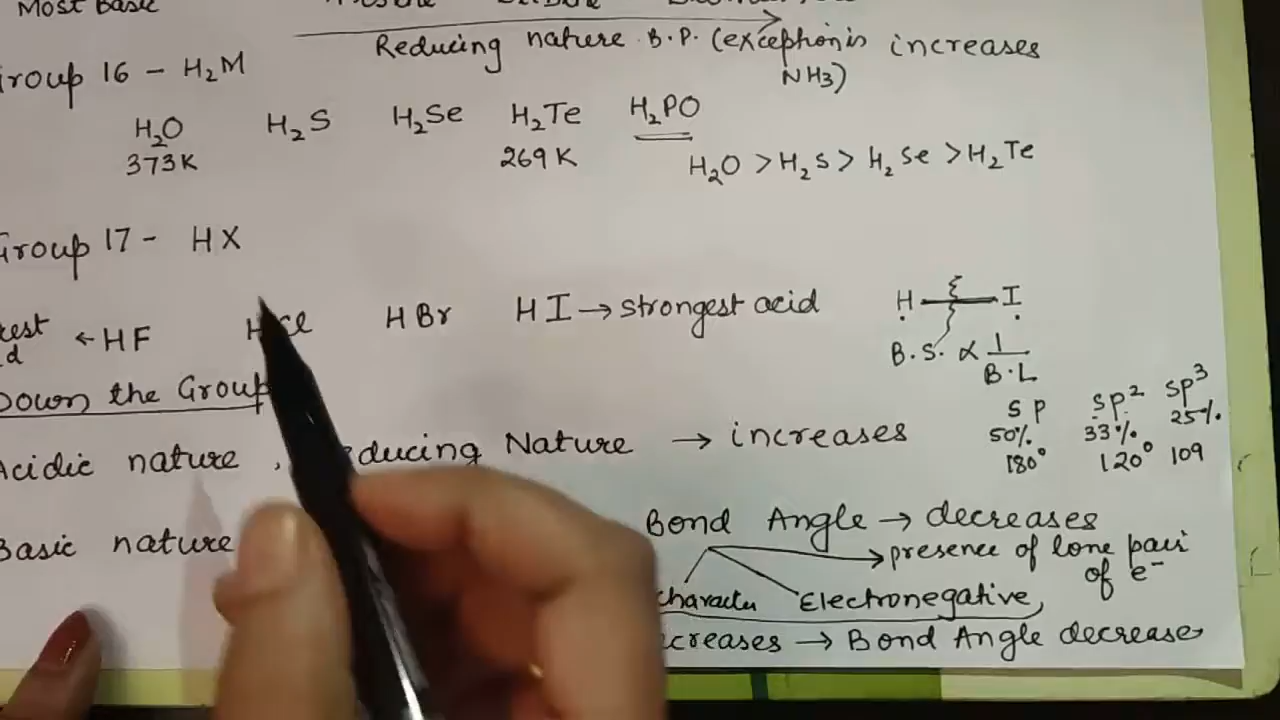 Most Basic
Reducing nature B.P. (exception is increases
NH3)
Group 16 - H₂M
H₂O H₂S H₂Se H₂Te H₂PO
373K 269K
H₂O > H₂S > H₂Se > H₂Te
Group 17 - HX
← HF HCl HBr HI → strongest acid
H I
B.S. ∝ 1/B.L
Down the Group
sp sp² sp³
50% 33% 25%
180° 120° 109
Acidic nature, Reducing Nature → increases
Basic nature
Bond Angle → decreases
→ presence of lone pair
of e⁻
Electronegative,
→ Bond Angle decreases